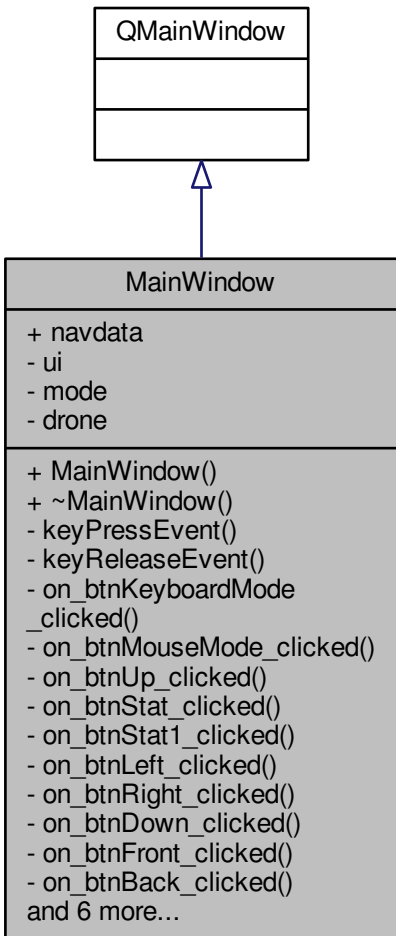 QMainWindow
MainWindow
+ navdata
- ui
- mode
- drone
+ MainWindow()
+ ~MainWindow()
- keyPressEvent()
- keyReleaseEvent()
- on_btnKeyboardMode
_clicked()
- on_btnMouseMode_clicked()
- on_btnUp_clicked()
- on_btnStat_clicked()
- on_btnStat1_clicked()
- on_btnLeft_clicked()
- on_btnRight_clicked()
- on_btnDown_clicked()
- on_btnFront_clicked()
- on_btnBack_clicked()
and 6 more...